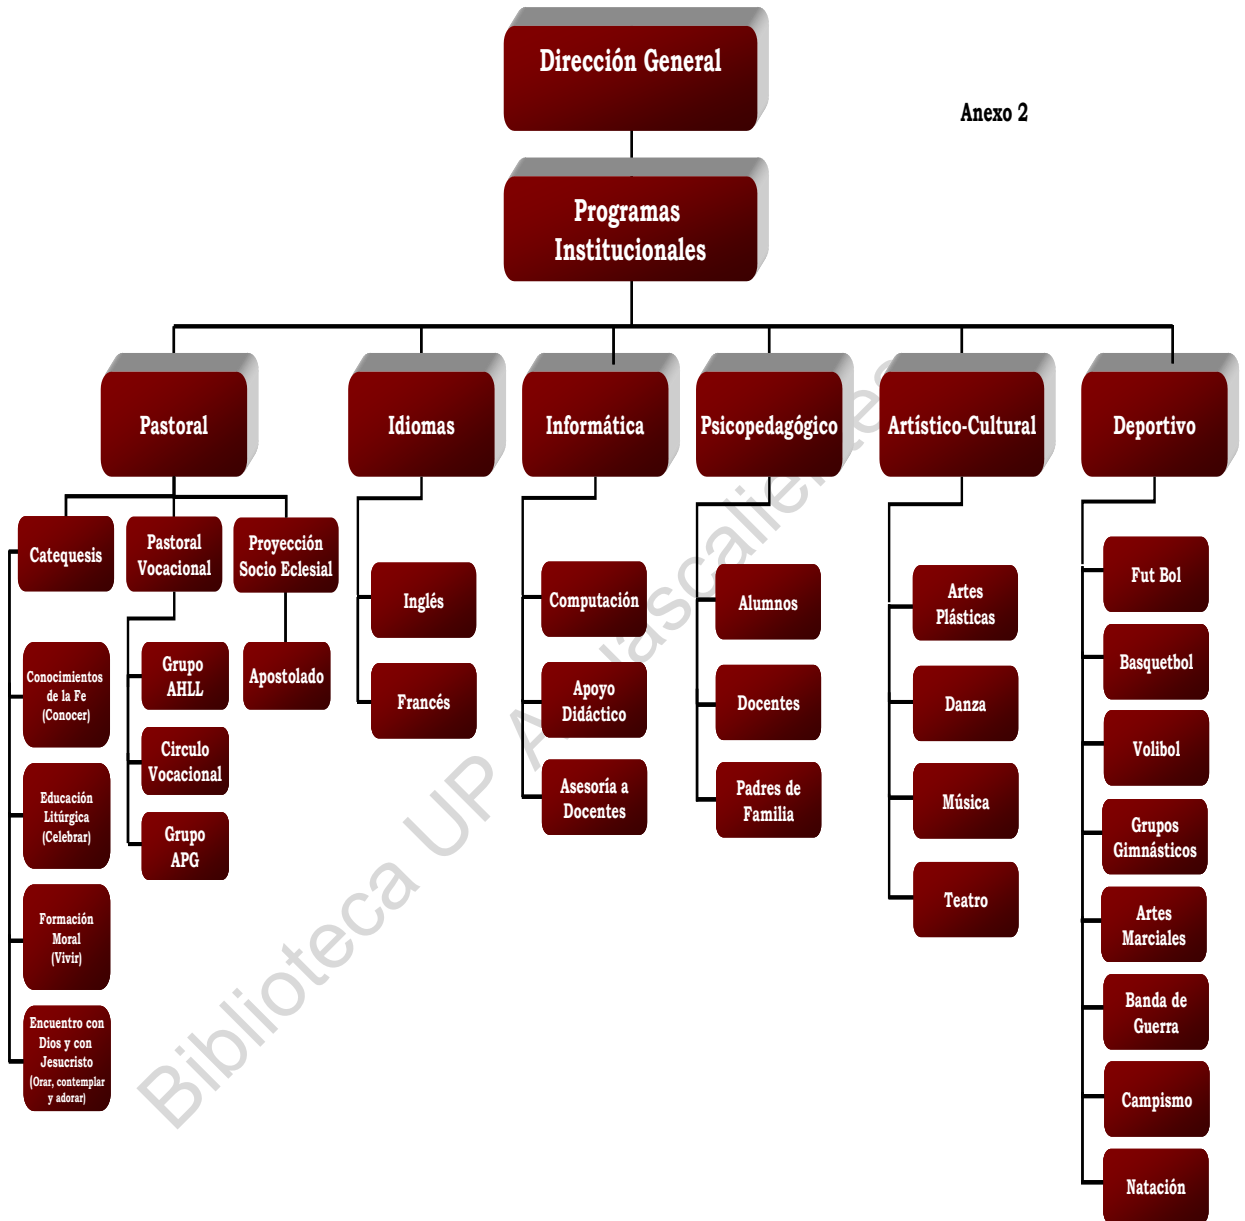 Dirección General
Anexo 2
Programas
Institucionales
Pastoral
Idiomas
Informática
Psicopedagógico
Artístico-Cultural
Deportivo
Catequesis
Pastoral
Vocacional
Proyección
Socio Eclesial
Conocimientos
de la Fe
(Conocer)
Educación
Litúrgica
(Celebrar)
Formación
Moral
(Vivir)
Encuentro con
Dios y con
Jesucristo
(Orar, contemplar
y adorar)
Grupo
AHLL
Circulo
Vocacional
Grupo
APG
Apostolado
Inglés
Francés
Computación
Apoyo
Didáctico
Asesoría a
Docentes
Alumnos
Docentes
Padres de
Familia
Artes
Plásticas
Danza
Música
Teatro
Fut Bol
Basquetbol
Volibol
Grupos
Gimnásticos
Artes
Marciales
Banda de
Guerra
Campismo
Natación
Biblioteca UP